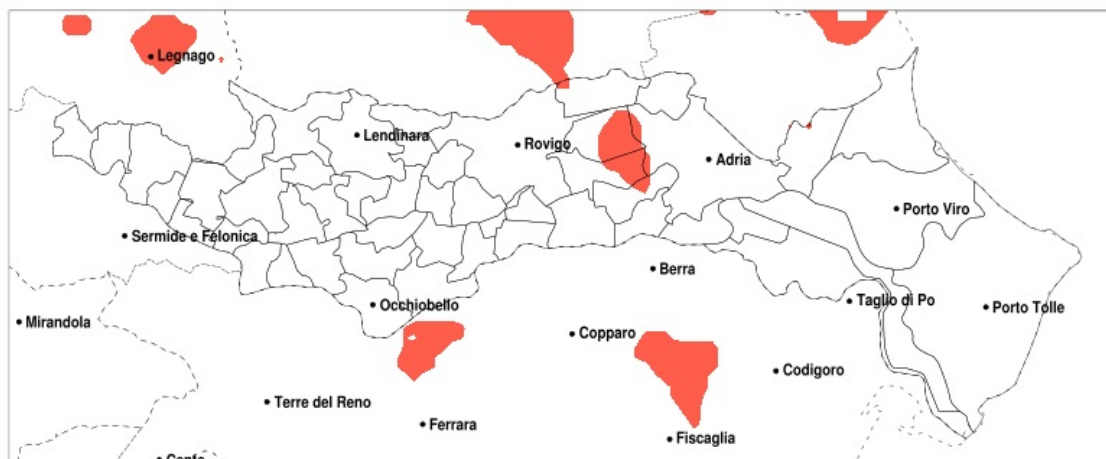 Legnago
Lendinara
Rovigo
Adria
Porto Viro
Sermide e Felonica
Berra
Occhiobello
Taglio di Po
Porto Tolle
Mirandola
Copparo
Codigoro
Terre del Reno
Ferrara
Fiscaglia